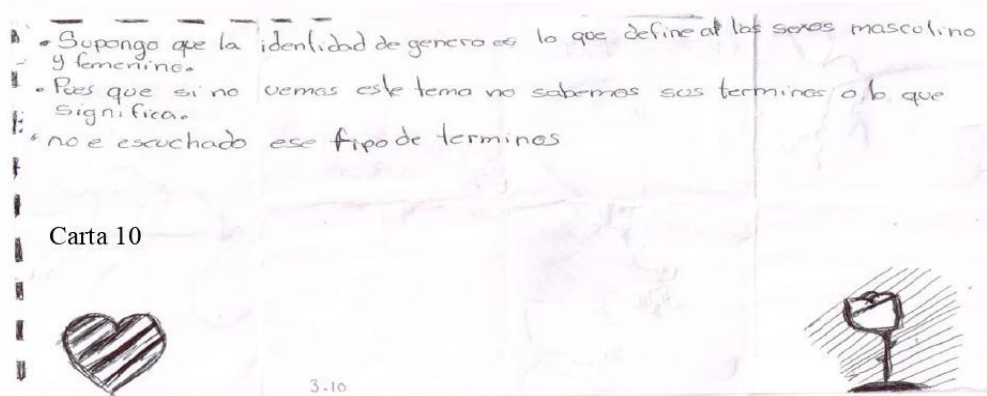 • Supongo que la identidad de genero es lo que define al los sexos masculino
y femenino.
• Pues que si no vemos este tema no sabemos sus terminos o lo que
significa.
• no e escuchado ese tipo de terminos
Carta 10
3.10